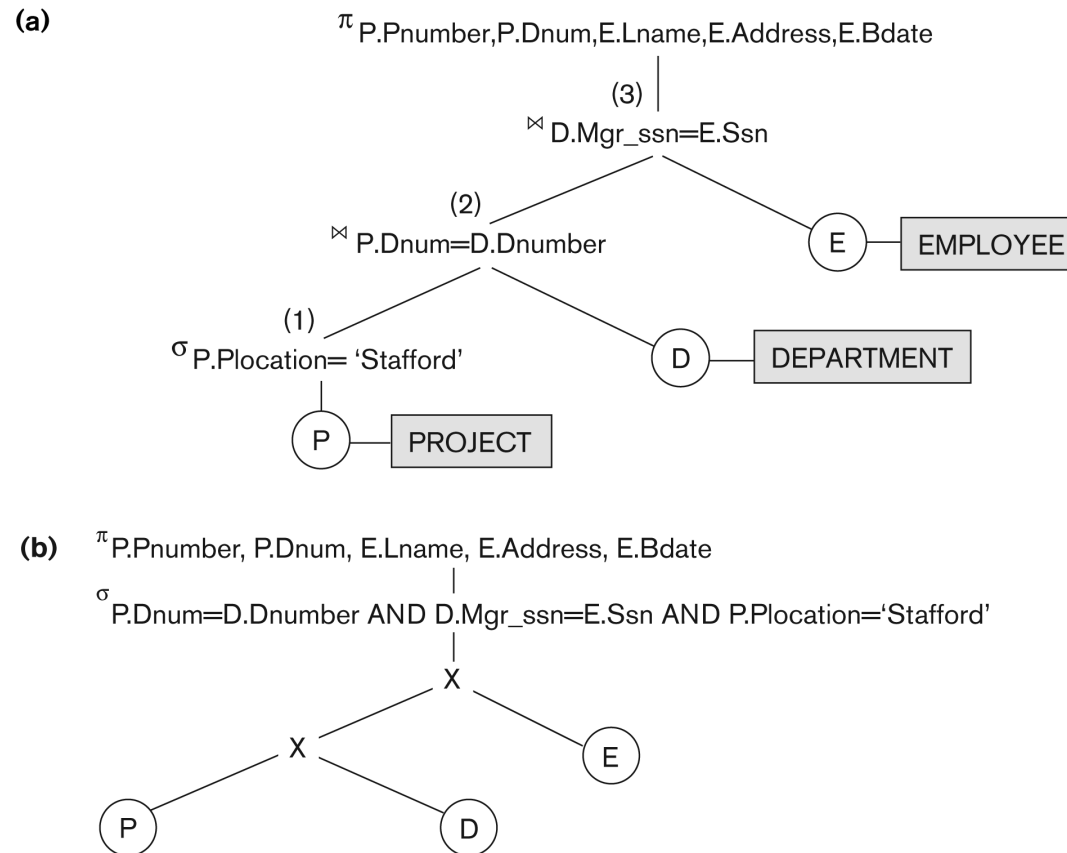 (a)
π P.Pnumber,P.Dnum,E.Lname,E.Address,E.Bdate
(3)
⋈ D.Mgr_ssn=E.Ssn
(2)
⋈ P.Dnum=D.Dnumber
E
EMPLOYEE
(1)
σ P.Plocation= ‘Stafford’
D
DEPARTMENT
P
PROJECT
(b)
π P.Pnumber, P.Dnum, E.Lname, E.Address, E.Bdate
σ P.Dnum=D.Dnumber AND D.Mgr_ssn=E.Ssn AND P.Plocation=‘Stafford’
X
X
E
P
D